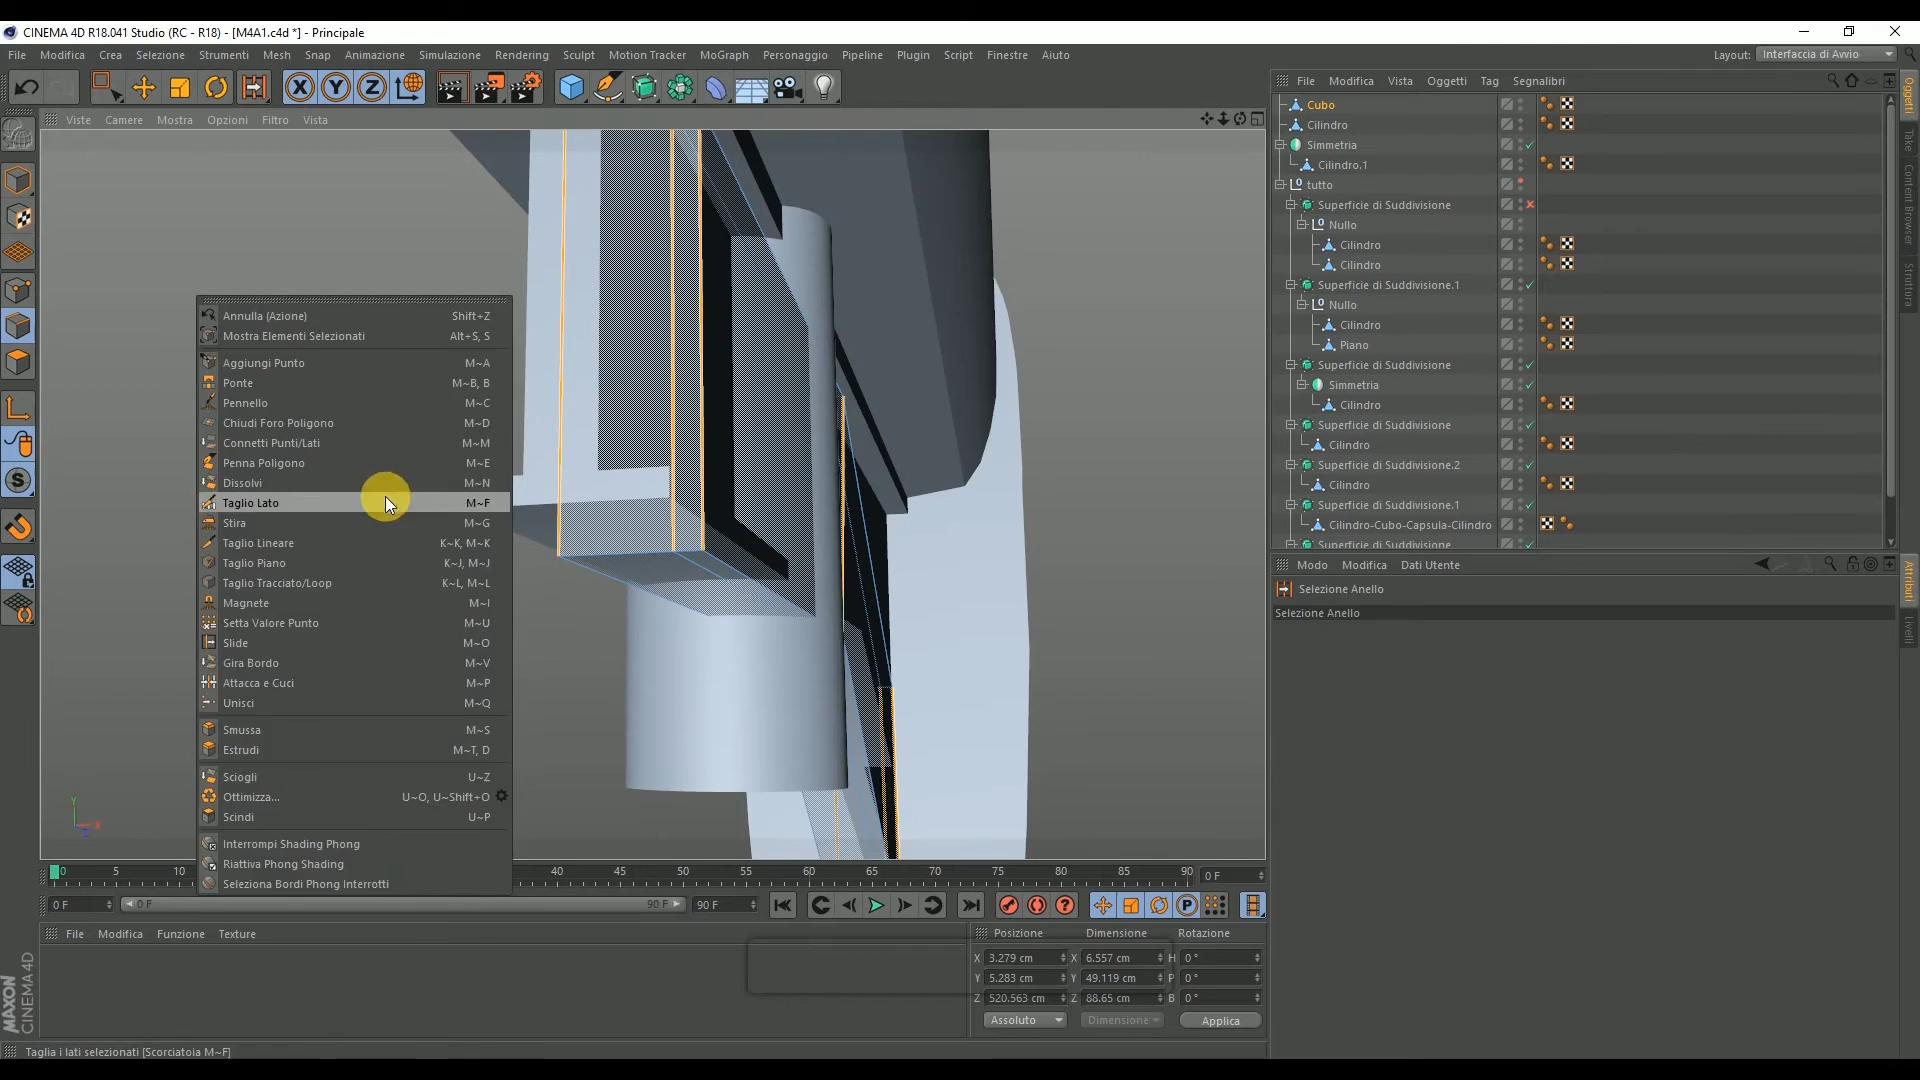 CINEMA 4D R18.041 Studio (RC - R18) - [M4A1.c4d *] - Principale
File Modifica Crea Selezione Strumenti Mesh Snap Animazione Simulazione Rendering Sculpt Motion Tracker MoGraph Personaggio Pipeline Plugin Script Finestre Aiuto
Layout: Interfaccia di Avvio
File Modifica Vista Oggetti Tag Segnalibri
Viste Camere Mostra Opzioni Filtro Vista
Cubo
Cilindro
Simmetria
Cilindro.1
tutto
Superficie di Suddivisione
Nullo
Cilindro
Cilindro
Superficie di Suddivisione.1
Nullo
Cilindro
Piano
Superficie di Suddivisione
Simmetria
Cilindro
Superficie di Suddivisione
Cilindro
Superficie di Suddivisione.2
Cilindro
Superficie di Suddivisione.1
Cilindro-Cubo-Capsula-Cilindro
Superficie di Suddivisione
Oggetti
Take
Content Browser
Struttura
Modo Modifica Dati Utente
Selezione Anello
Selezione Anello
Attributi
Livelli
Annulla (Azione) Shift+Z
Mostra Elementi Selezionati Alt+S, S
Aggiungi Punto M~A
Ponte M~B, B
Pennello M~C
Chiudi Foro Poligono M~D
Connetti Punti/Lati M~M
Penna Poligono M~E
Dissolvi M~N
Taglio Lato M~F
Stira M~G
Taglio Lineare K~K, M~K
Taglio Piano K~J, M~J
Taglio Tracciato/Loop K~L, M~L
Magnete M~I
Setta Valore Punto M~U
Slide M~O
Gira Bordo M~V
Attacca e Cuci M~P
Unisci M~Q
Smussa M~S
Estrudi M~T, D
Sciogli U~Z
Ottimizza... U~O, U~Shift+O
Scindi U~P
Interrompi Shading Phong
Riattiva Phong Shading
Seleziona Bordi Phong Interrotti
X Y Z
S
Y X Z
0 5 10 40 45 50 55 60 65 70 75 80 85 90 0 F
0 F 0 F 90 F 90 F
P
File Modifica Funzione Texture
Posizione Dimensione Rotazione
X 3.279 cm X 6.557 cm H 0 °
Y 5.283 cm Y 49.119 cm P 0 °
Z 520.563 cm Z 88.65 cm B 0 °
Assoluto Dimensione Applica
MAXON CINEMA 4D
Taglia i lati selezionati [Scorciatoia M~F]